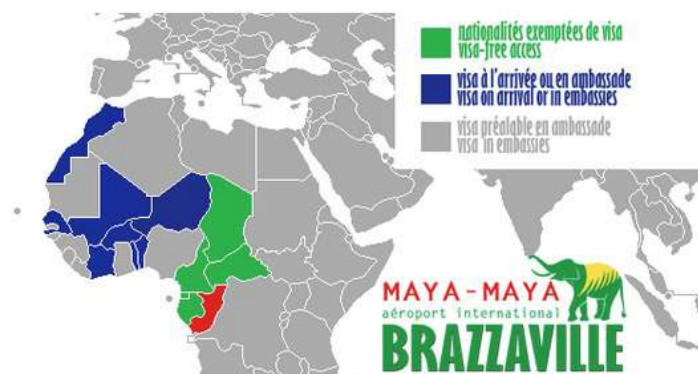 nationalités exemptées de visa
visa-free access
visa à l'arrivée ou en ambassade
visa on arrival or in embassies
visa préalable en ambassade
visa in embassies
MAYA-MAYA
aéroport international
BRAZZAVILLE